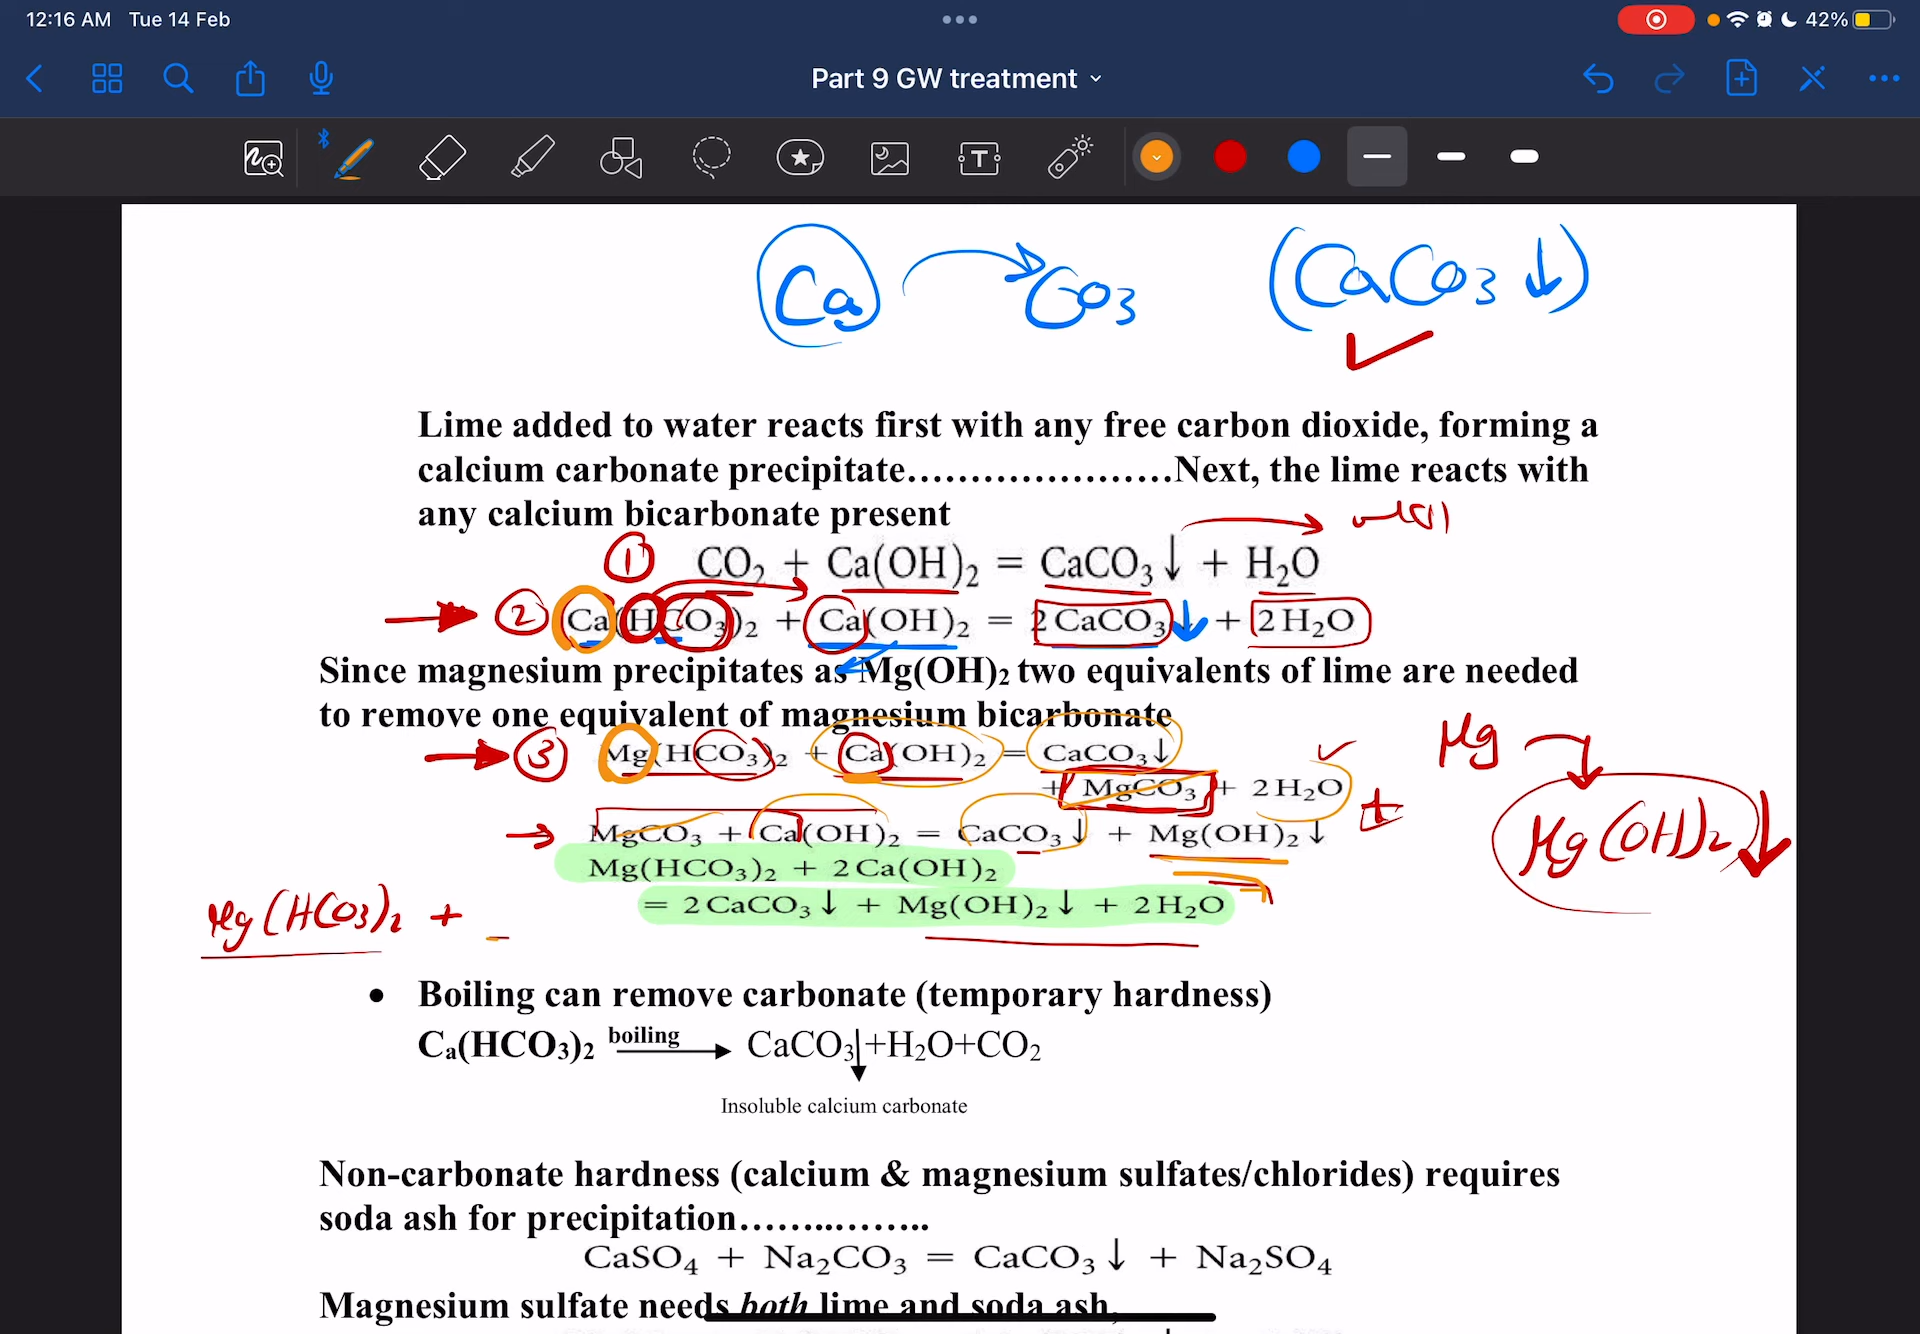 12:16 AM Tue 14 Feb
42%
Part 9 GW treatment
Ca CO3 (CaCO3 ↓)
Lime added to water reacts first with any free carbon dioxide, forming a
calcium carbonate precipitate…………………Next, the lime reacts with
any calcium bicarbonate present
① CO₂ + Ca(OH)₂ = CaCO₃↓ + H₂O
② Ca(HCO₃)₂ + Ca(OH)₂ = 2CaCO₃↓ + 2H₂O
Since magnesium precipitates as Mg(OH)₂ two equivalents of lime are needed
to remove one equivalent of magnesium bicarbonate
③ Mg(HCO₃)₂ + Ca(OH)₂ = CaCO₃↓
+ MgCO₃ + 2H₂O
Mg
MgCO₃ + Ca(OH)₂ = CaCO₃↓ + Mg(OH)₂↓
+
Mg(OH)₂↓
Mg(HCO₃)₂ + 2Ca(OH)₂
= 2CaCO₃↓ + Mg(OH)₂↓ + 2H₂O
Mg(HCO3)₂ +
• Boiling can remove carbonate (temporary hardness)
Ca(HCO₃)₂ boiling → CaCO₃↓+H₂O+CO₂
Insoluble calcium carbonate
Non-carbonate hardness (calcium & magnesium sulfates/chlorides) requires
soda ash for precipitation……...……..
CaSO₄ + Na₂CO₃ = CaCO₃↓ + Na₂SO₄
Magnesium sulfate needs both lime and soda ash,